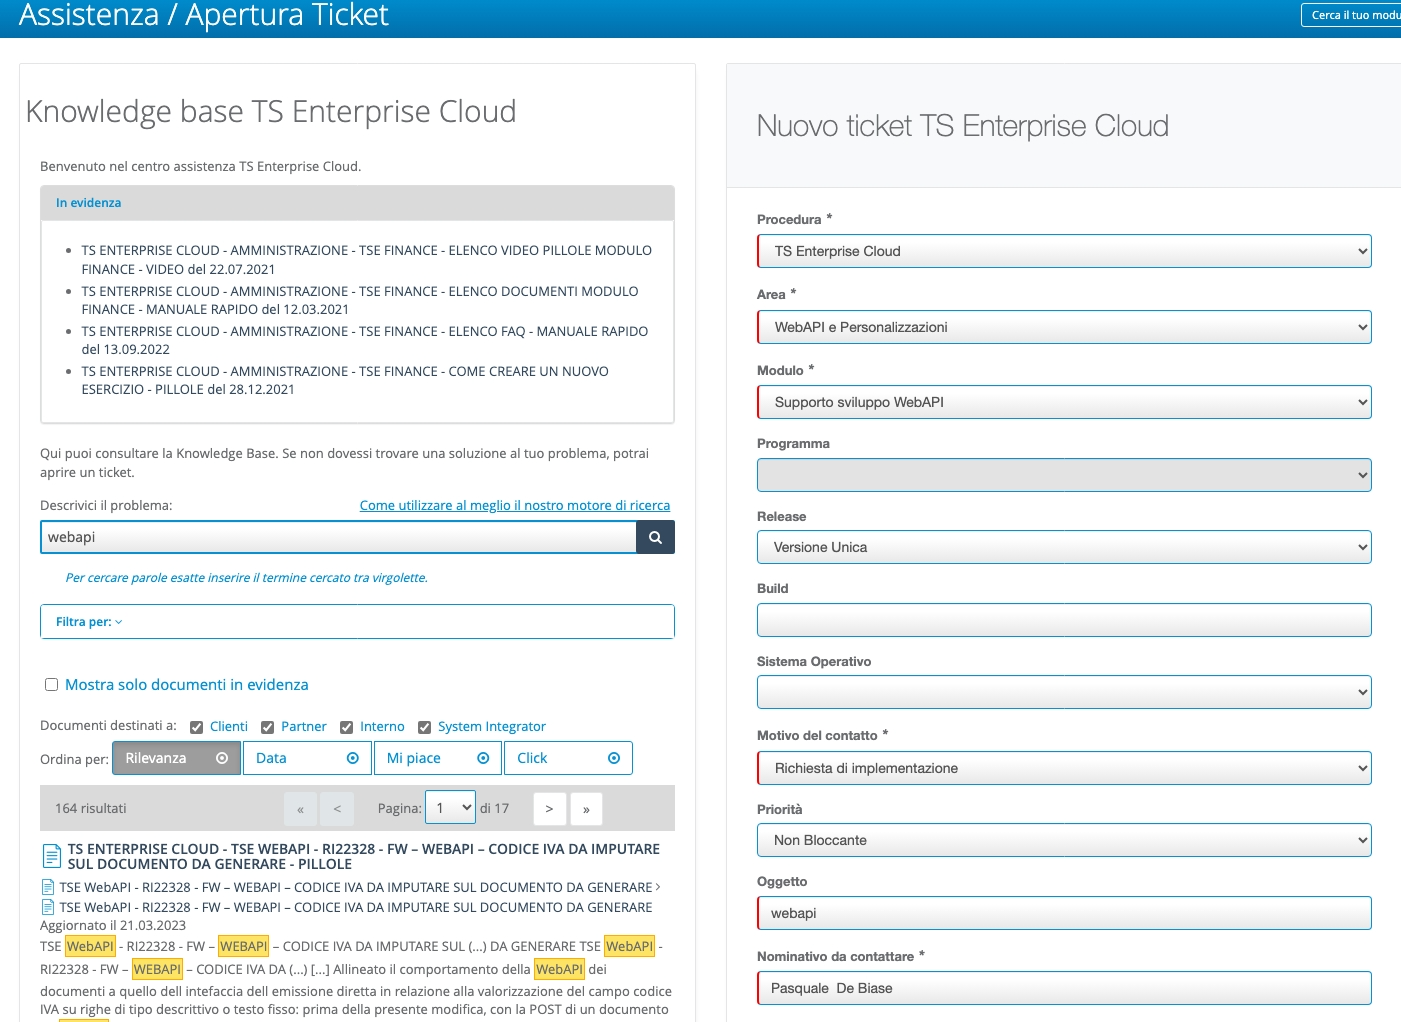 Assistenza / Apertura Ticket
Cerca il tuo modu
Knowledge base TS Enterprise Cloud
Benvenuto nel centro assistenza TS Enterprise Cloud.
In evidenza
TS ENTERPRISE CLOUD - AMMINISTRAZIONE - TSE FINANCE - ELENCO VIDEO PILLOLE MODULO
FINANCE - VIDEO del 22.07.2021
TS ENTERPRISE CLOUD - AMMINISTRAZIONE - TSE FINANCE - ELENCO DOCUMENTI MODULO
FINANCE - MANUALE RAPIDO del 12.03.2021
TS ENTERPRISE CLOUD - AMMINISTRAZIONE - TSE FINANCE - ELENCO FAQ - MANUALE RAPIDO
del 13.09.2022
TS ENTERPRISE CLOUD - AMMINISTRAZIONE - TSE FINANCE - COME CREARE UN NUOVO
ESERCIZIO - PILLOLE del 28.12.2021
Qui puoi consultare la Knowledge Base. Se non dovessi trovare una soluzione al tuo problema, potrai
aprire un ticket.
Descrivici il problema:
Come utilizzare al meglio il nostro motore di ricerca
webapi
Per cercare parole esatte inserire il termine cercato tra virgolette.
Filtra per:
Mostra solo documenti in evidenza
Documenti destinati a: Clienti Partner Interno System Integrator
Ordina per: Rilevanza Data Mi piace Click
164 risultati « < Pagina: 1 di 17 > »
TS ENTERPRISE CLOUD - TSE WEBAPI - RI22328 - FW – WEBAPI – CODICE IVA DA IMPUTARE
SUL DOCUMENTO DA GENERARE - PILLOLE
TSE WebAPI - RI22328 - FW – WEBAPI – CODICE IVA DA IMPUTARE SUL DOCUMENTO DA GENERARE >
TSE WebAPI - RI22328 - FW – WEBAPI – CODICE IVA DA IMPUTARE SUL DOCUMENTO DA GENERARE
Aggiornato il 21.03.2023
TSE WebAPI - RI22328 - FW – WEBAPI – CODICE IVA DA IMPUTARE SUL (...) DA GENERARE TSE WebAPI -
RI22328 - FW – WEBAPI – CODICE IVA DA (...) [...] Allineato il comportamento della WebAPI dei
documenti a quello dell intefaccia dell emissione diretta in relazione alla valorizzazione del campo codice
IVA su righe di tipo descrittivo o testo fisso: prima della presente modifica, con la POST di un documento
Nuovo ticket TS Enterprise Cloud
Procedura *
TS Enterprise Cloud
Area *
WebAPI e Personalizzazioni
Modulo *
Supporto sviluppo WebAPI
Programma
Release
Versione Unica
Build
Sistema Operativo
Motivo del contatto *
Richiesta di implementazione
Priorità
Non Bloccante
Oggetto
webapi
Nominativo da contattare *
Pasquale De Biase